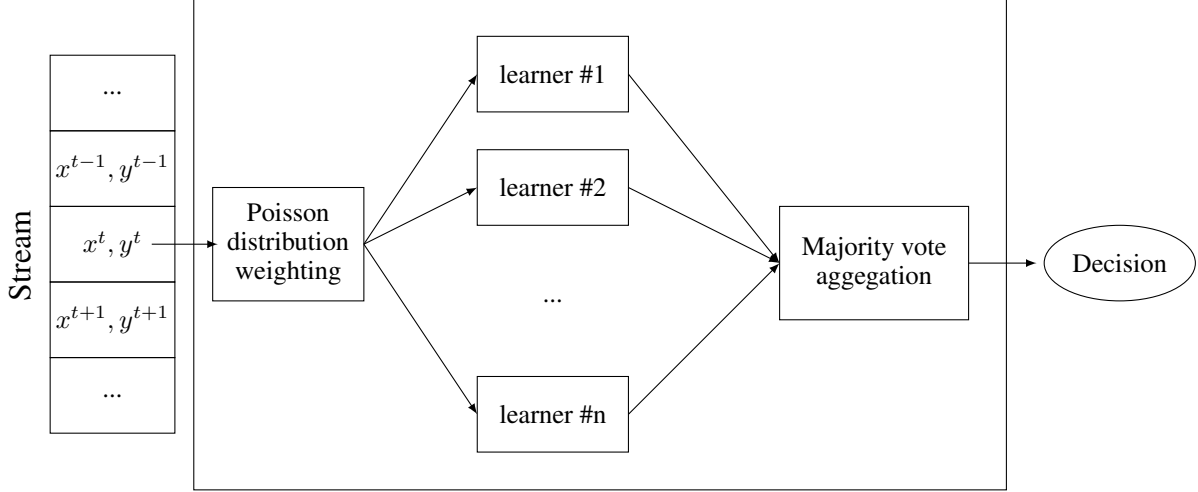 Stream
...
x^{t-1}, y^{t-1}
x^t, y^t
x^{t+1}, y^{t+1}
...
Poisson
distribution
weighting
learner #1
learner #2
...
learner #n
Majority vote
aggegation
Decision